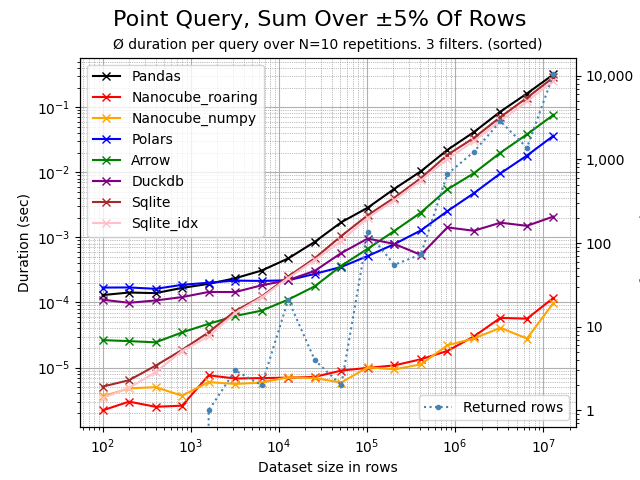 Point Query, Sum Over ±5% Of Rows
Ø duration per query over N=10 repetitions. 3 filters. (sorted)
Pandas
Nanocube_roaring
Nanocube_numpy
Polars
Arrow
Duckdb
Sqlite
Sqlite_idx
Returned rows
Duration (sec)
10⁻¹
10⁻²
10⁻³
10⁻⁴
10⁻⁵
10,000
1,000
100
10
1
10²
10³
10⁴
10⁵
10⁶
10⁷
Dataset size in rows